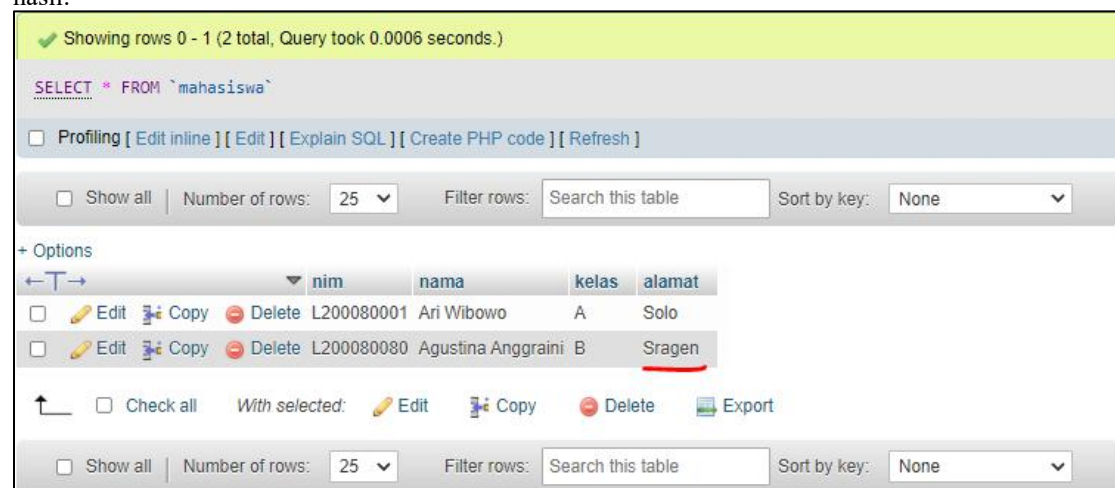 hasil:
Showing rows 0 - 1 (2 total, Query took 0.0006 seconds.)
SELECT * FROM `mahasiswa`
Profiling [ Edit inline ] [ Edit ] [ Explain SQL ] [ Create PHP code ] [ Refresh ]
Show all | Number of rows: 25 Filter rows: Search this table Sort by key: None
+ Options
←T→ nim nama kelas alamat
Edit Copy Delete L200080001 Ari Wibowo A Solo
Edit Copy Delete L200080080 Agustina Anggraini B Sragen
Check all With selected: Edit Copy Delete Export
Show all | Number of rows: 25 Filter rows: Search this table Sort by key: None